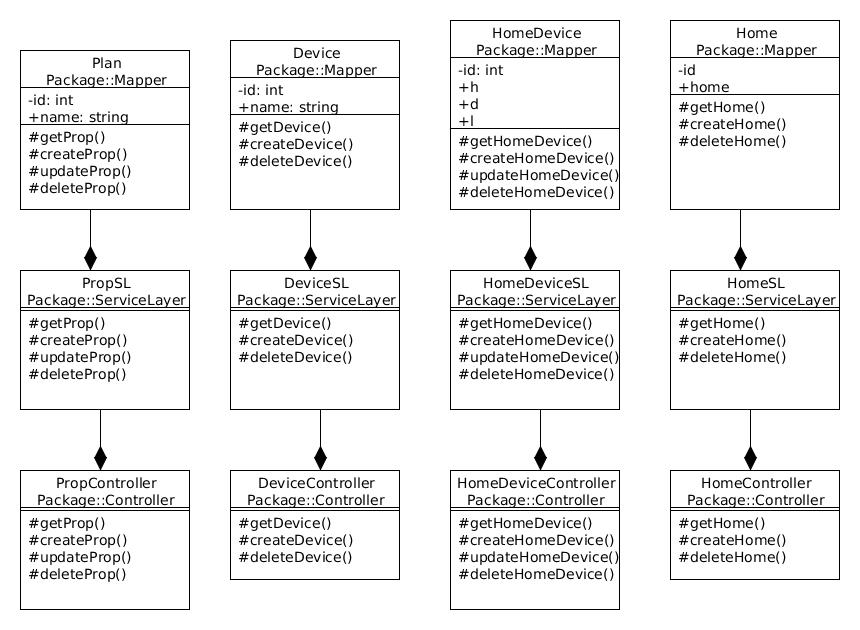 Plan
Package::Mapper
-id: int
+name: string
#getProp()
#createProp()
#updateProp()
#deleteProp()
Device
Package::Mapper
-id: int
+name: string
#getDevice()
#createDevice()
#deleteDevice()
HomeDevice
Package::Mapper
-id: int
+h
+d
+l
#getHomeDevice()
#createHomeDevice()
#updateHomeDevice()
#deleteHomeDevice()
Home
Package::Mapper
-id
+home
#getHome()
#createHome()
#deleteHome()
PropSL
Package::ServiceLayer
#getProp()
#createProp()
#updateProp()
#deleteProp()
DeviceSL
Package::ServiceLayer
#getDevice()
#createDevice()
#deleteDevice()
HomeDeviceSL
Package::ServiceLayer
#getHomeDevice()
#createHomeDevice()
#updateHomeDevice()
#deleteHomeDevice()
HomeSL
Package::ServiceLayer
#getHome()
#createHome()
#deleteHome()
PropController
Package::Controller
#getProp()
#createProp()
#updateProp()
#deleteProp()
DeviceController
Package::Controller
#getDevice()
#createDevice()
#deleteDevice()
HomeDeviceController
Package::Controller
#getHomeDevice()
#createHomeDevice()
#updateHomeDevice()
#deleteHomeDevice()
HomeController
Package::Controller
#getHome()
#createHome()
#deleteHome()